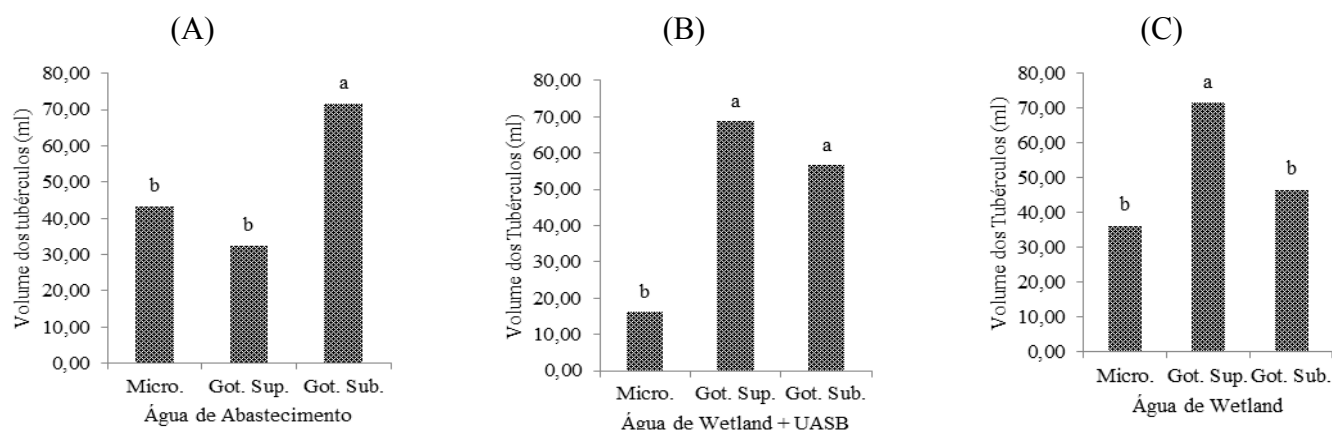 (A)
(B)
(C)
Volume dos tubérculos (ml)
80,00
70,00
60,00
50,00
40,00
30,00
20,00
10,00
0,00
b
b
a
Micro. Got. Sup. Got. Sub.
Água de Abastecimento
Volume dos Tubérculos (ml)
80,00
70,00
60,00
50,00
40,00
30,00
20,00
10,00
0,00
b
a
a
Micro. Got. Sup. Got. Sub.
Água de Wetland + UASB
Volume dos Tubérculos (ml)
80,00
70,00
60,00
50,00
40,00
30,00
20,00
10,00
0,00
b
a
b
Micro. Got. Sup. Got. Sub.
Água de Wetland